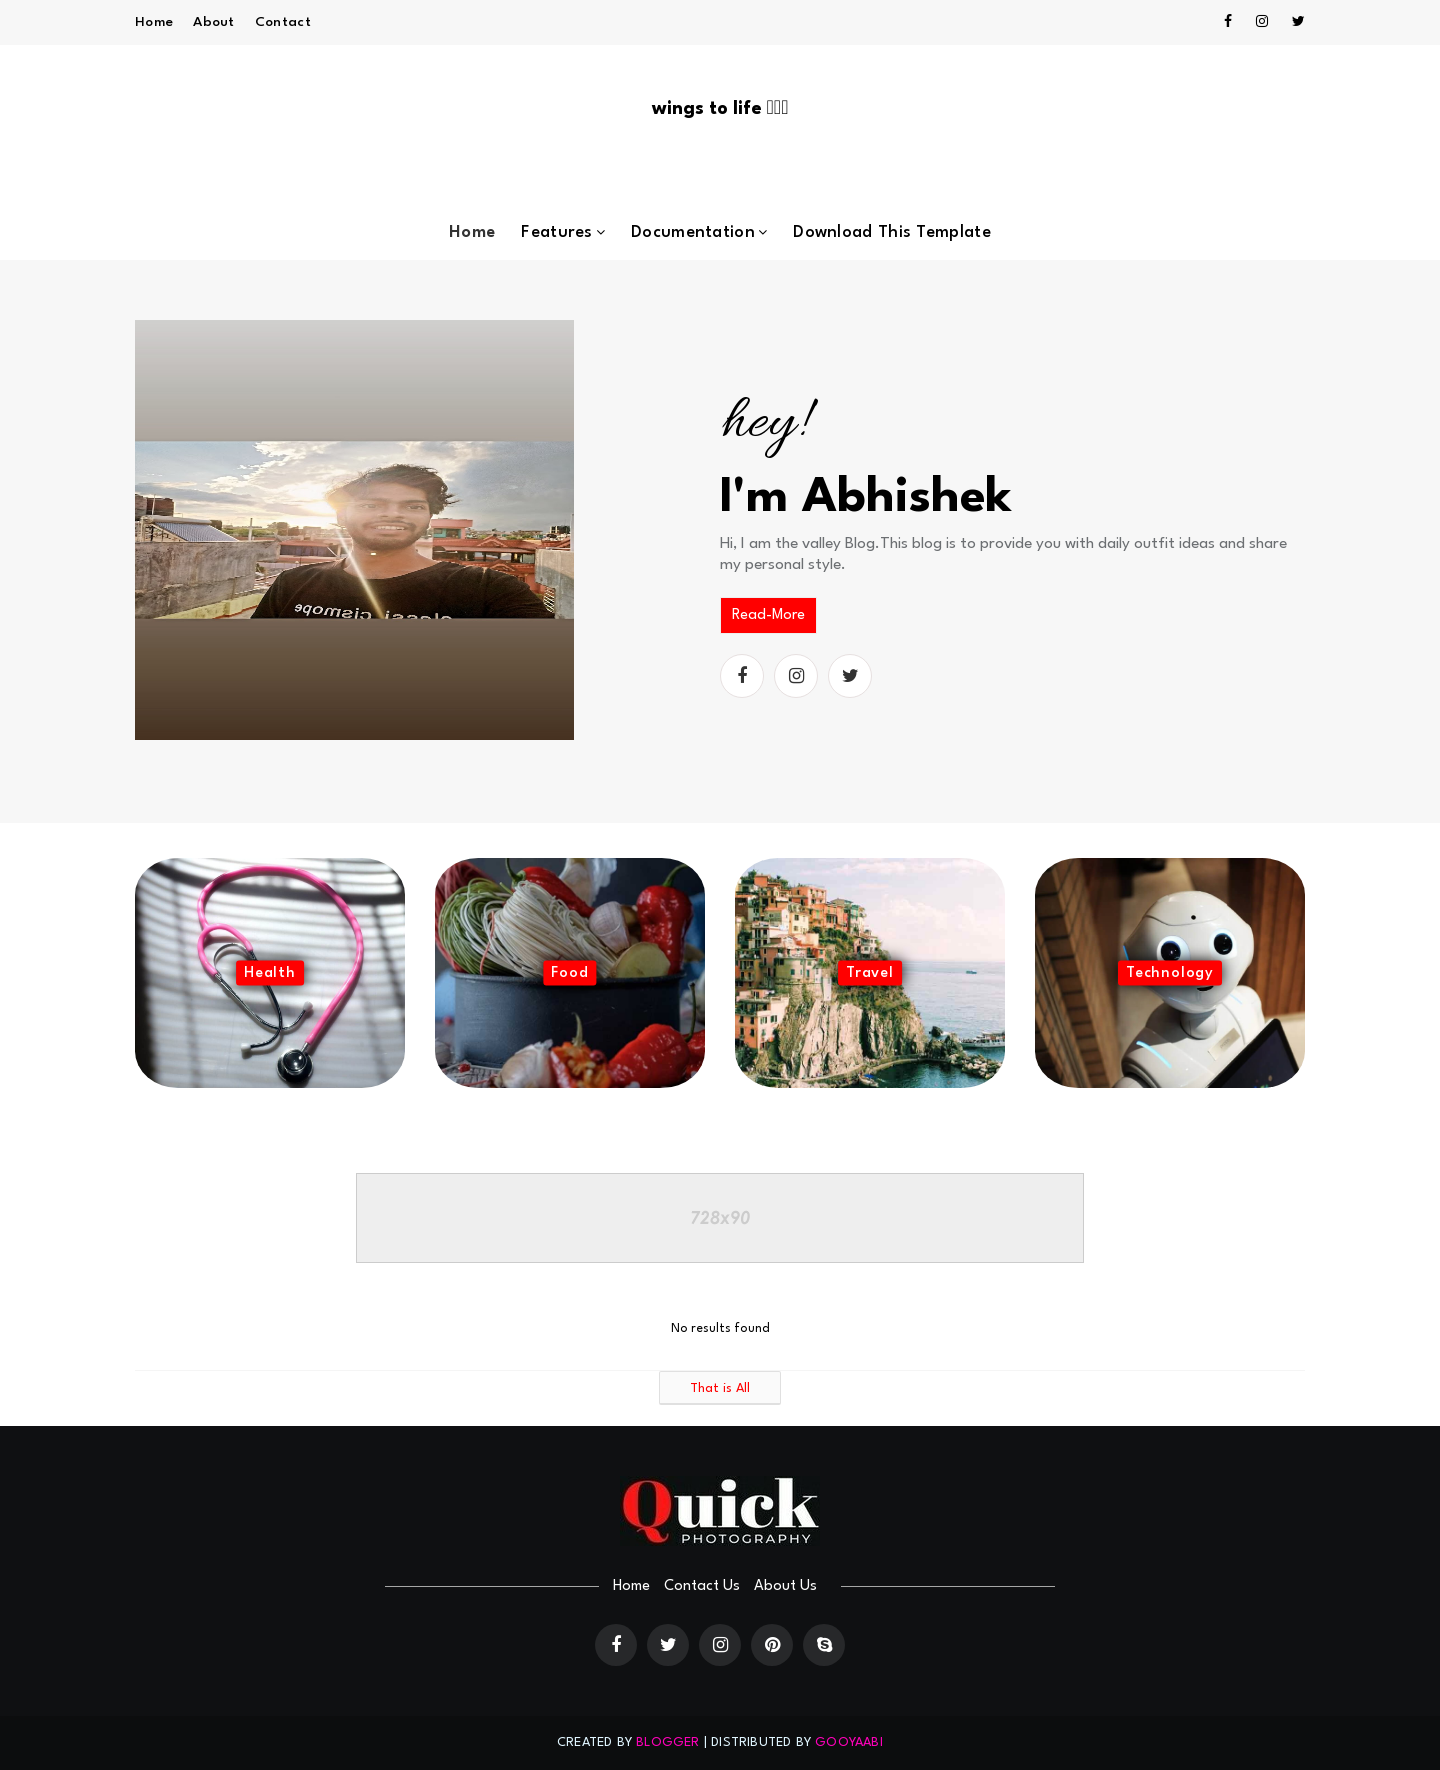 Home About Contact
wings to life
Home Features Documentation Download This Template
hey!
I'm Abhishek
Hi, I am the valley Blog.This blog is to provide you with daily outfit ideas and share
my personal style.
Read-More
Health Food Travel Technology
728x90
No results found
That is All
Quick
PHOTOGRAPHY
Home Contact Us About Us
CREATED BY BLOGGER | DISTRIBUTED BY GOOYAABI